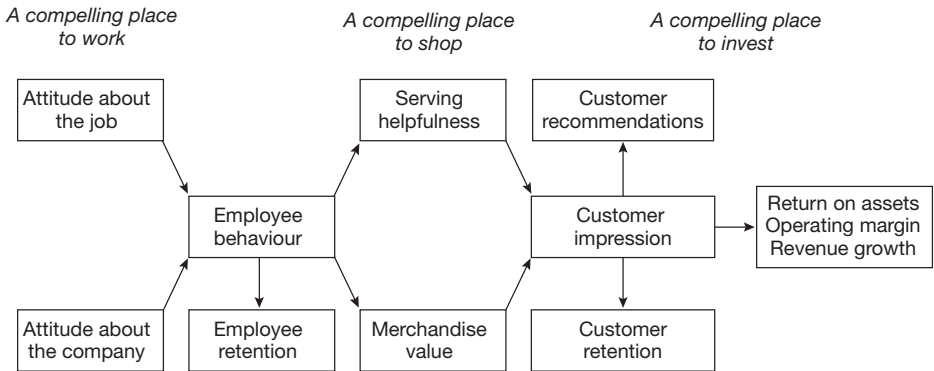 A compelling place
to work
A compelling place
to shop
A compelling place
to invest
Attitude about
the job
Serving
helpfulness
Customer
recommendations
Employee
behaviour
Customer
impression
Return on assets
Operating margin
Revenue growth
Attitude about
the company
Employee
retention
Merchandise
value
Customer
retention